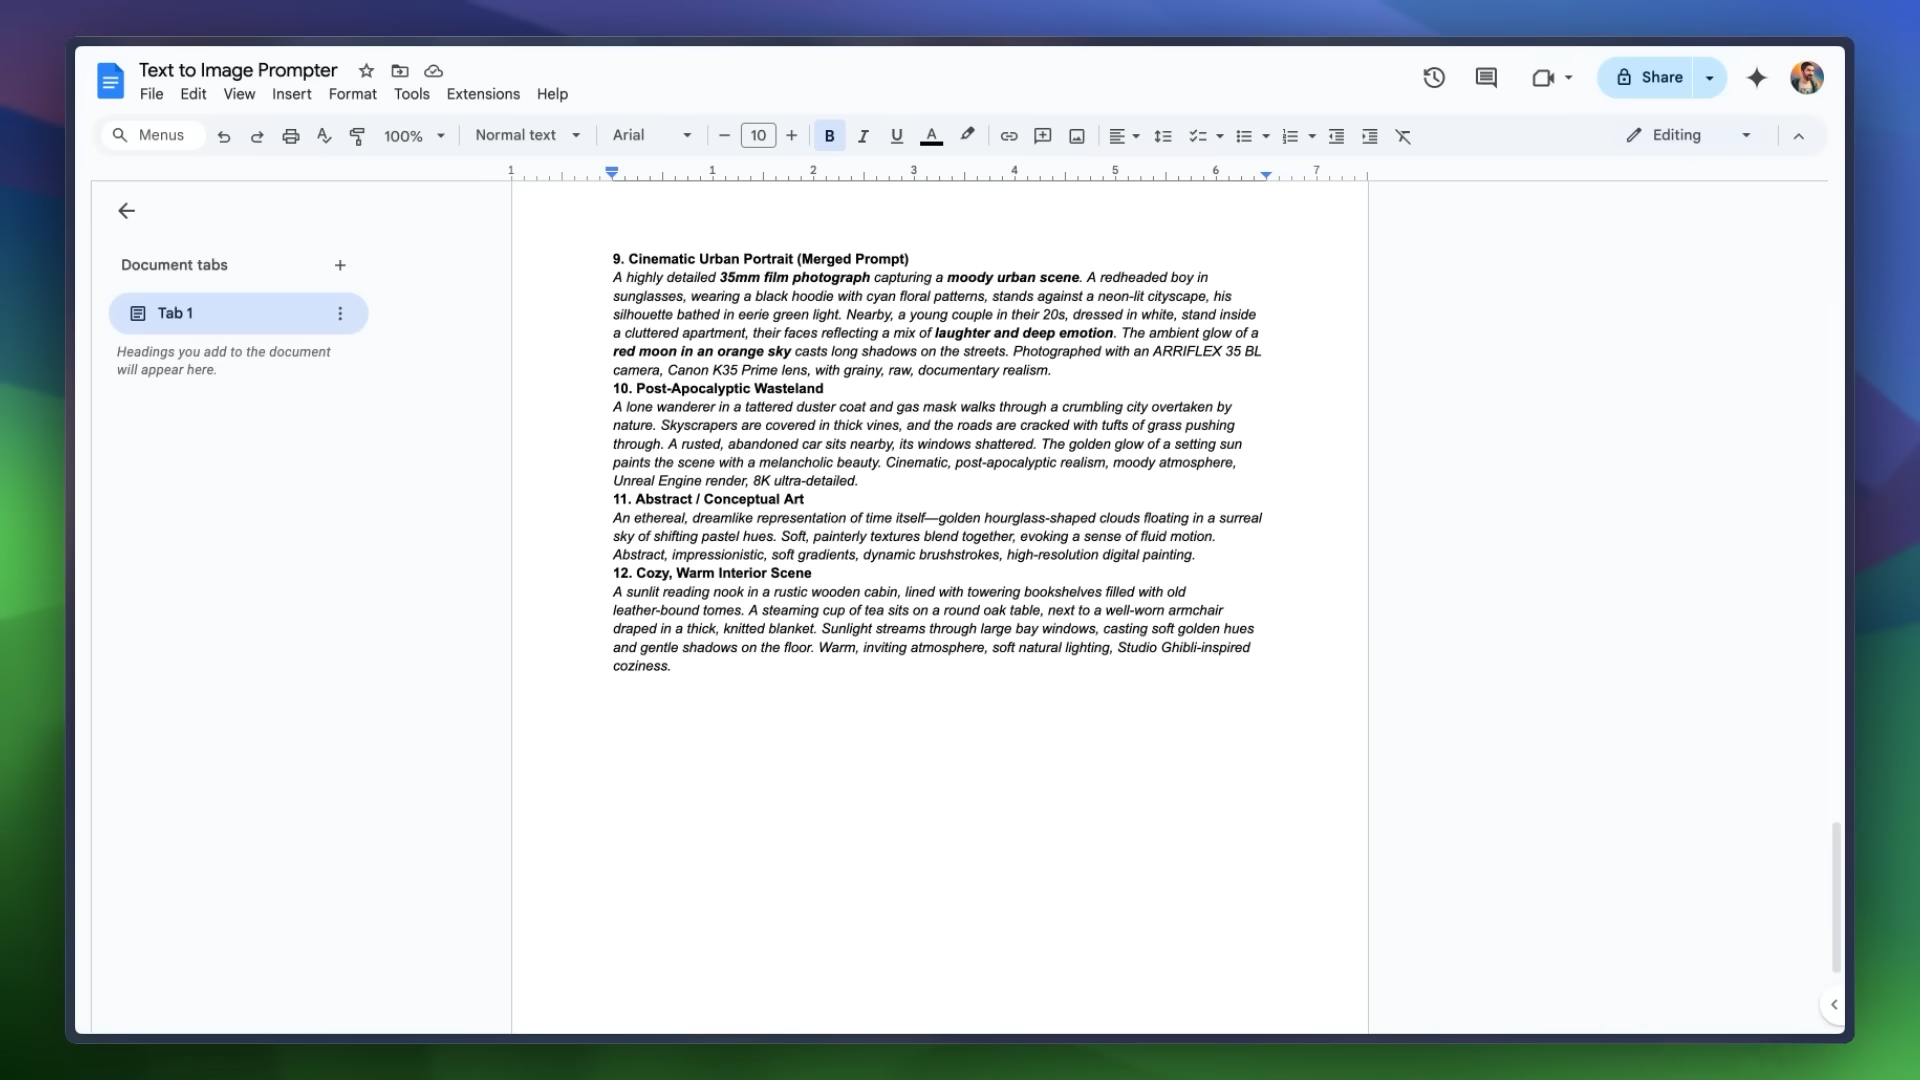 Text to Image Prompter
Share
File Edit View Insert Format Tools Extensions Help
Menus 100% Normal text Arial 10 B I U A Editing
1 1 2 3 4 5 6 7
Document tabs
Tab 1
Headings you add to the document
will appear here.
9. Cinematic Urban Portrait (Merged Prompt)
A highly detailed 35mm film photograph capturing a moody urban scene. A redheaded boy in
sunglasses, wearing a black hoodie with cyan floral patterns, stands against a neon-lit cityscape, his
silhouette bathed in eerie green light. Nearby, a young couple in their 20s, dressed in white, stand inside
a cluttered apartment, their faces reflecting a mix of laughter and deep emotion. The ambient glow of a
red moon in an orange sky casts long shadows on the streets. Photographed with an ARRIFLEX 35 BL
camera, Canon K35 Prime lens, with grainy, raw, documentary realism.
10. Post-Apocalyptic Wasteland
A lone wanderer in a tattered duster coat and gas mask walks through a crumbling city overtaken by
nature. Skyscrapers are covered in thick vines, and the roads are cracked with tufts of grass pushing
through. A rusted, abandoned car sits nearby, its windows shattered. The golden glow of a setting sun
paints the scene with a melancholic beauty. Cinematic, post-apocalyptic realism, moody atmosphere,
Unreal Engine render, 8K ultra-detailed.
11. Abstract / Conceptual Art
An ethereal, dreamlike representation of time itself—golden hourglass-shaped clouds floating in a surreal
sky of shifting pastel hues. Soft, painterly textures blend together, evoking a sense of fluid motion.
Abstract, impressionistic, soft gradients, dynamic brushstrokes, high-resolution digital painting.
12. Cozy, Warm Interior Scene
A sunlit reading nook in a rustic wooden cabin, lined with towering bookshelves filled with old
leather-bound tomes. A steaming cup of tea sits on a round oak table, next to a well-worn armchair
draped in a thick, knitted blanket. Sunlight streams through large bay windows, casting soft golden hues
and gentle shadows on the floor. Warm, inviting atmosphere, soft natural lighting, Studio Ghibli-inspired
coziness.